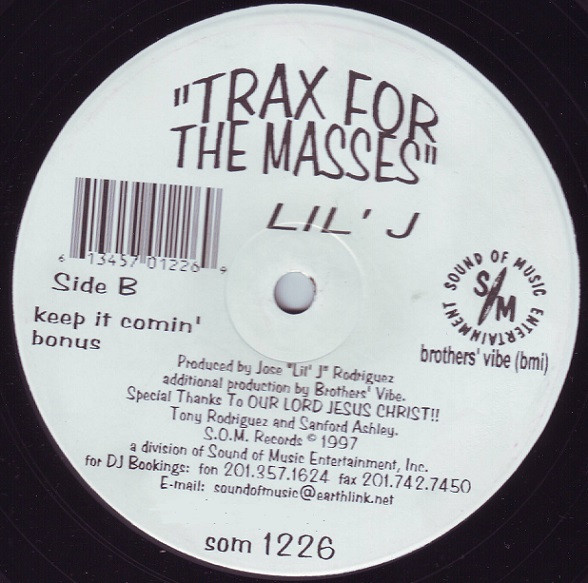 "TRAX FOR
THE MASSES"
LIL' J
6 13457 01226 9
Side B
keep it comin'
bonus
SOUND OF MUSIC ENTERTAINMENT
S/M
brothers' vibe (bmi)
Produced by Jose "Lil' J" Rodriguez
additional production by Brothers' Vibe.
Special Thanks To OUR LORD JESUS CHRIST!!
Tony Rodriguez and Sanford Ashley.
S.O.M. Records © 1997
a division of Sound of Music Entertainment, Inc.
for DJ Bookings: fon 201.357.1624 fax 201.742.7450
E-mail: soundofmusic@earthlink.net
som 1226